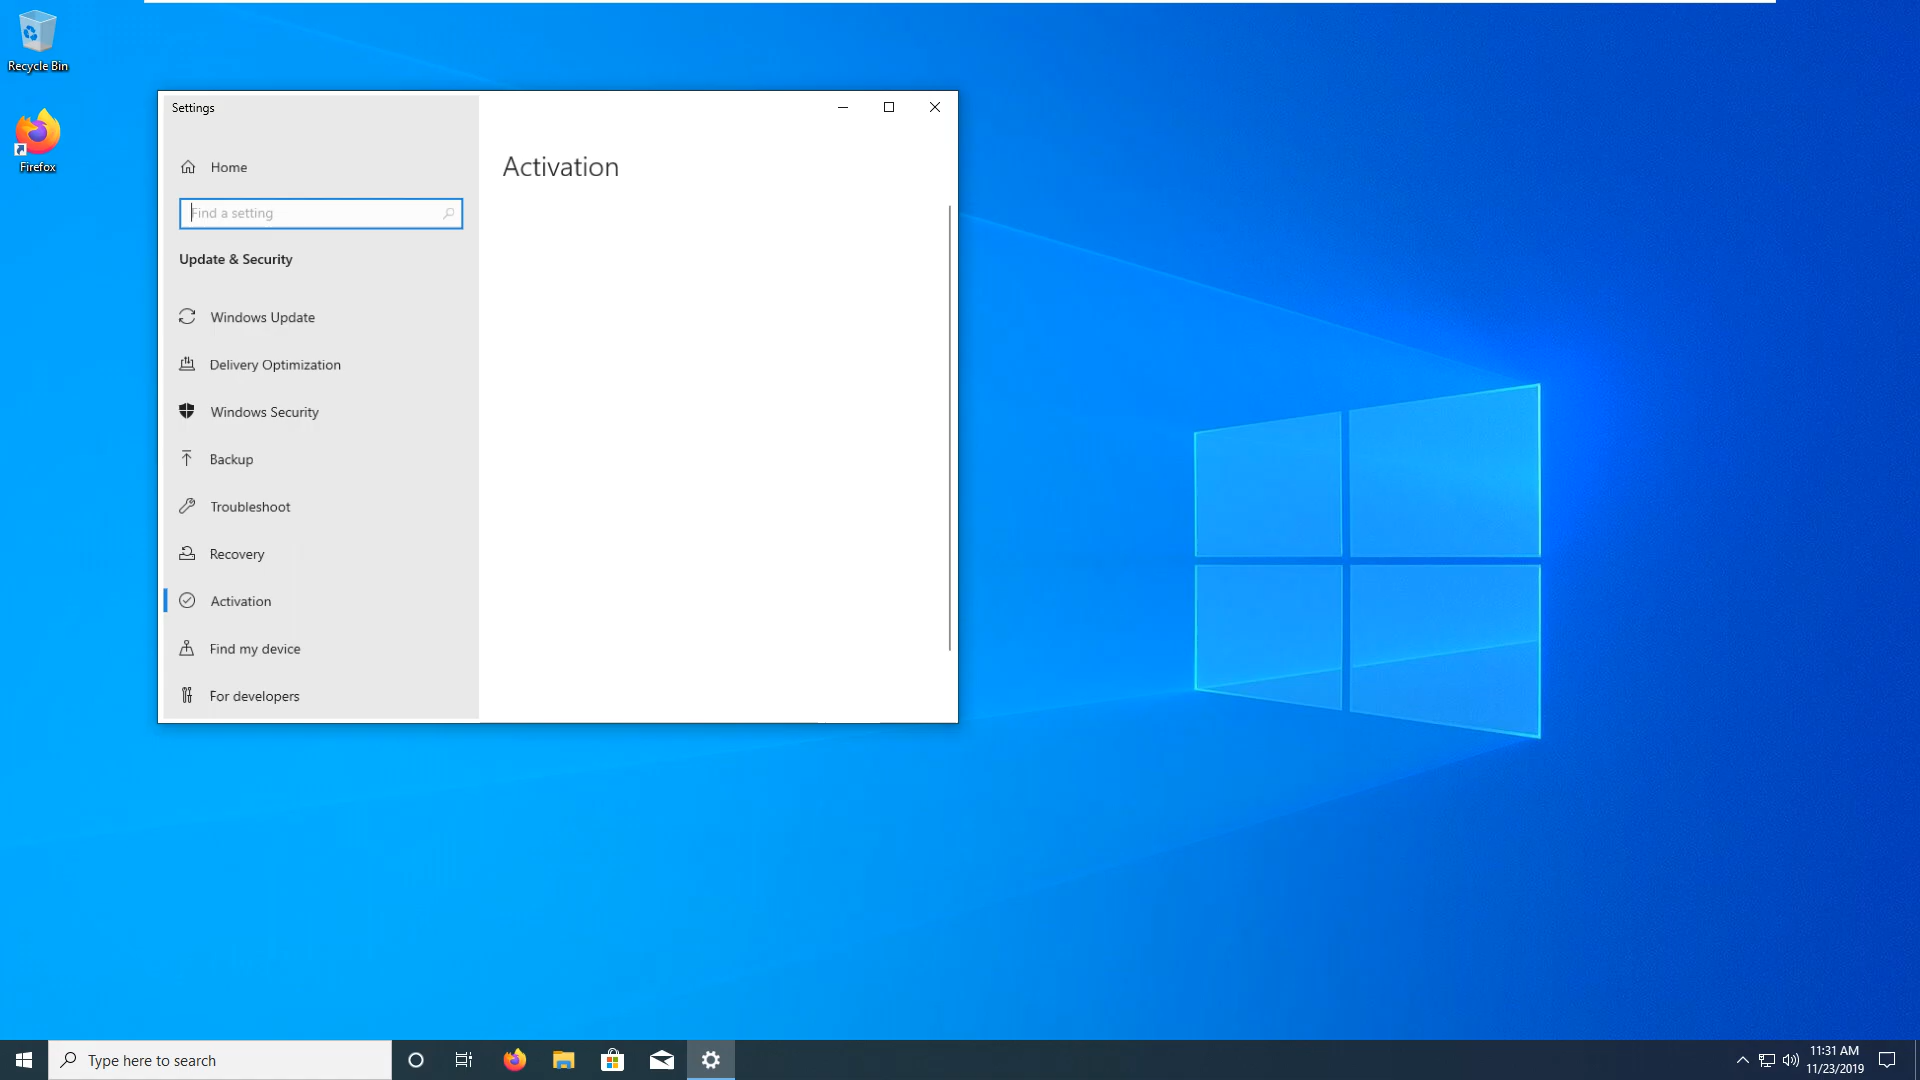 Recycle Bin
Firefox
Settings
Home
Find a setting
Update & Security
Windows Update
Delivery Optimization
Windows Security
Backup
Troubleshoot
Recovery
Activation
Find my device
For developers
Activation
Type here to search
11:31 AM
11/23/2019